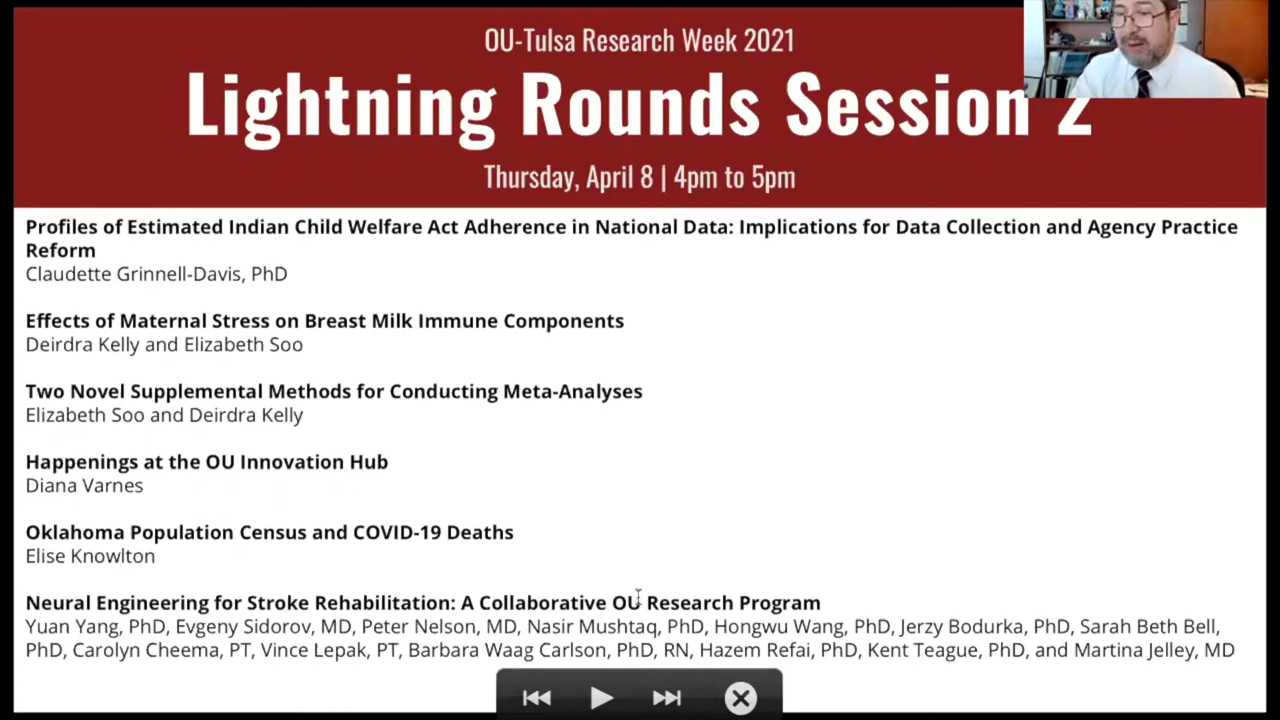 OU-Tulsa Research Week 2021
Lightning Rounds Session 2
Thursday, April 8 | 4pm to 5pm
Profiles of Estimated Indian Child Welfare Act Adherence in National Data: Implications for Data Collection and Agency Practice
Reform
Claudette Grinnell-Davis, PhD
Effects of Maternal Stress on Breast Milk Immune Components
Deirdra Kelly and Elizabeth Soo
Two Novel Supplemental Methods for Conducting Meta-Analyses
Elizabeth Soo and Deirdra Kelly
Happenings at the OU Innovation Hub
Diana Varnes
Oklahoma Population Census and COVID-19 Deaths
Elise Knowlton
Neural Engineering for Stroke Rehabilitation: A Collaborative OU Research Program
Yuan Yang, PhD, Evgeny Sidorov, MD, Peter Nelson, MD, Nasir Mushtaq, PhD, Hongwu Wang, PhD, Jerzy Bodurka, PhD, Sarah Beth Bell,
PhD, Carolyn Cheema, PT, Vince Lepak, PT, Barbara Waag Carlson, PhD, RN, Hazem Refai, PhD, Kent Teague, PhD, and Martina Jelley, MD